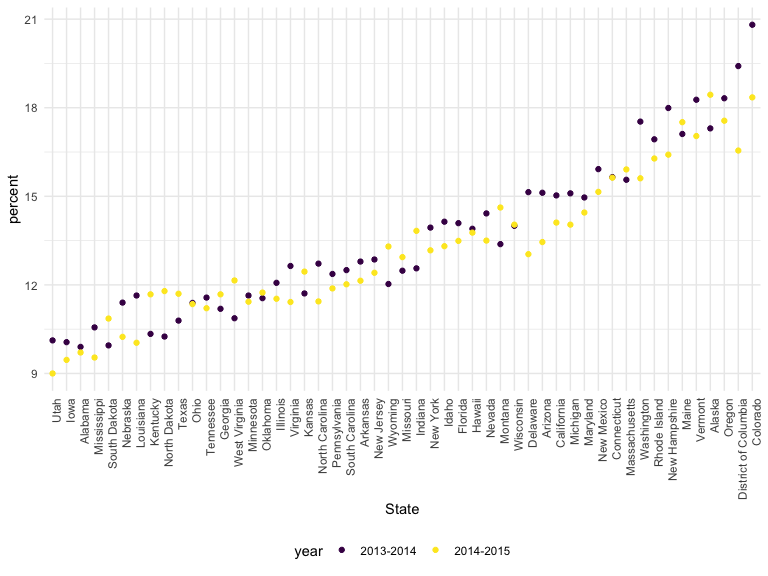 21
18
15
12
9
percent
Utah
Iowa
Alabama
Mississippi
South Dakota
Nebraska
Louisiana
Kentucky
North Dakota
Texas
Ohio
Tennessee
Georgia
West Virginia
Minnesota
Oklahoma
Illinois
Virginia
Kansas
North Carolina
Pennsylvania
South Carolina
Arkansas
New Jersey
Wyoming
Missouri
Indiana
New York
Idaho
Florida
Hawaii
Nevada
Montana
Wisconsin
Delaware
Arizona
California
Michigan
Maryland
New Mexico
Connecticut
Massachusetts
Washington
Rhode Island
New Hampshire
Maine
Vermont
Alaska
Oregon
District of Columbia
Colorado
State
year 2013-2014 2014-2015